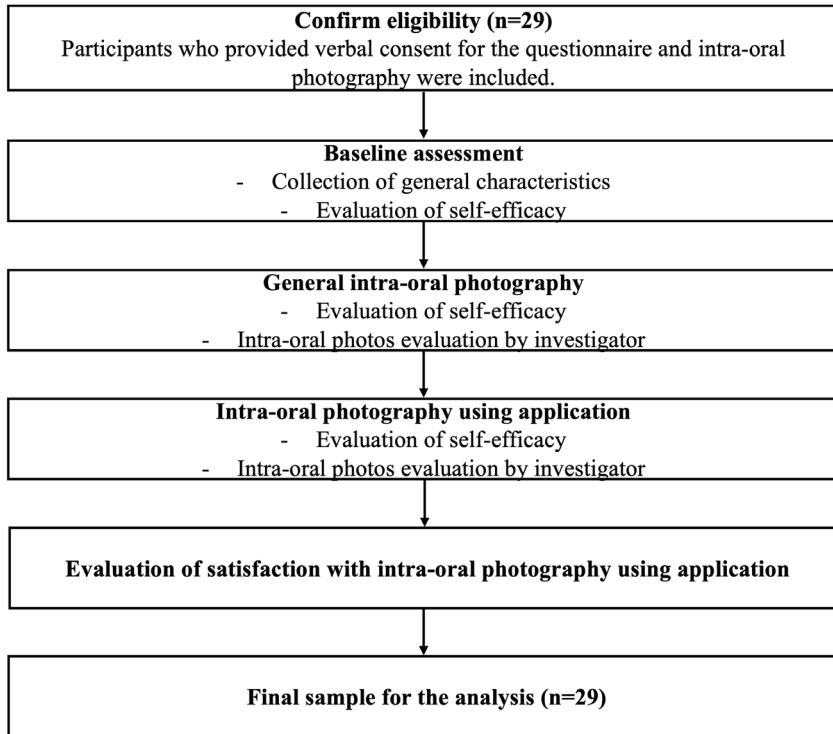 Confirm eligibility (n=29)
Participants who provided verbal consent for the questionnaire and intra-oral
photography were included.
Baseline assessment
- Collection of general characteristics
- Evaluation of self-efficacy
General intra-oral photography
- Evaluation of self-efficacy
- Intra-oral photos evaluation by investigator
Intra-oral photography using application
- Evaluation of self-efficacy
- Intra-oral photos evaluation by investigator
Evaluation of satisfaction with intra-oral photography using application
Final sample for the analysis (n=29)